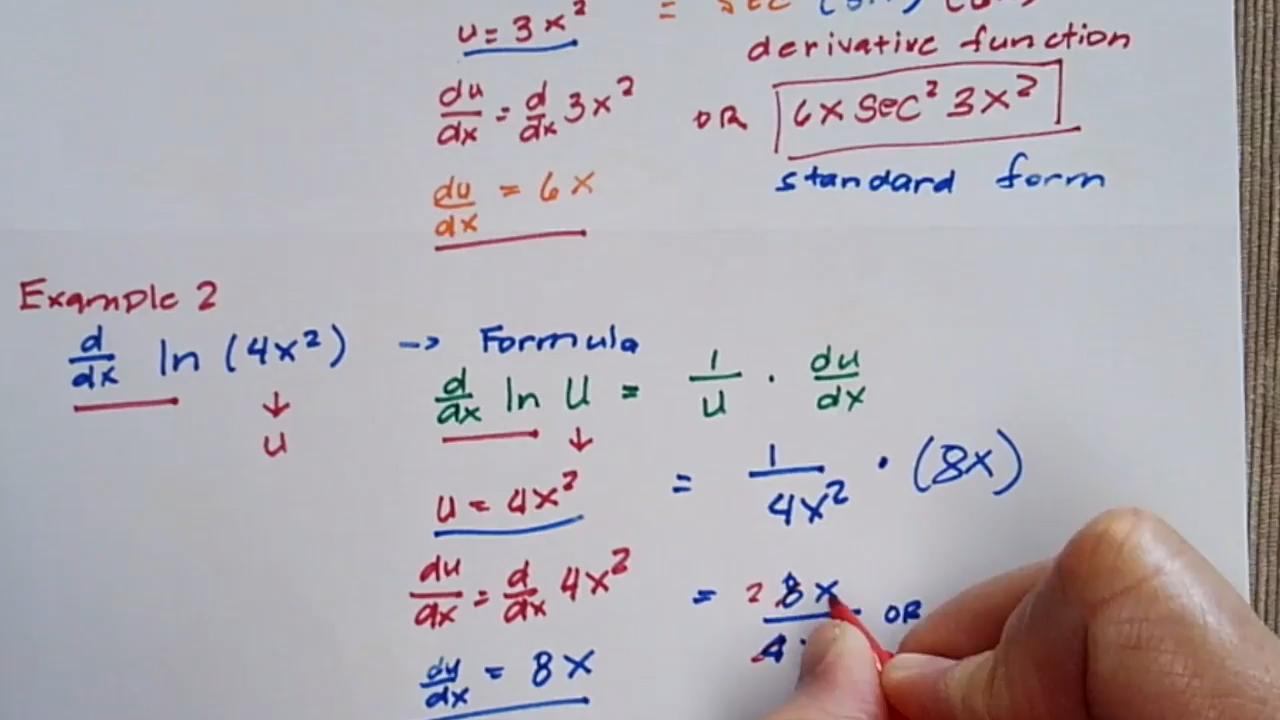 u = 3x²
derivative function
du/dx = d/dx 3x²
OR 6x sec² 3x²
du/dx = 6x
standard form
Example 2
d/dx ln (4x²) -> Formula
↓
u
d/dx ln U = 1/u · du/dx
↓
u = 4x²
= 1/4x² · (8x)
du/dx = d/dx 4x²
= 2 8x/4 OR
du/dx = 8x